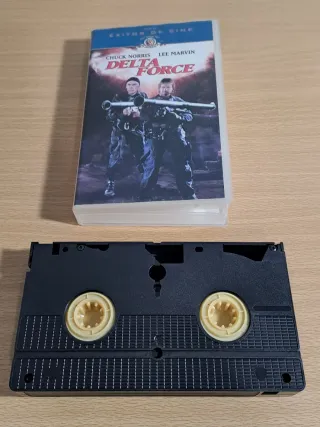 ÉXITOS DE CINE
CHUCK NORRIS LEE MARVIN
DELTA
FORCE